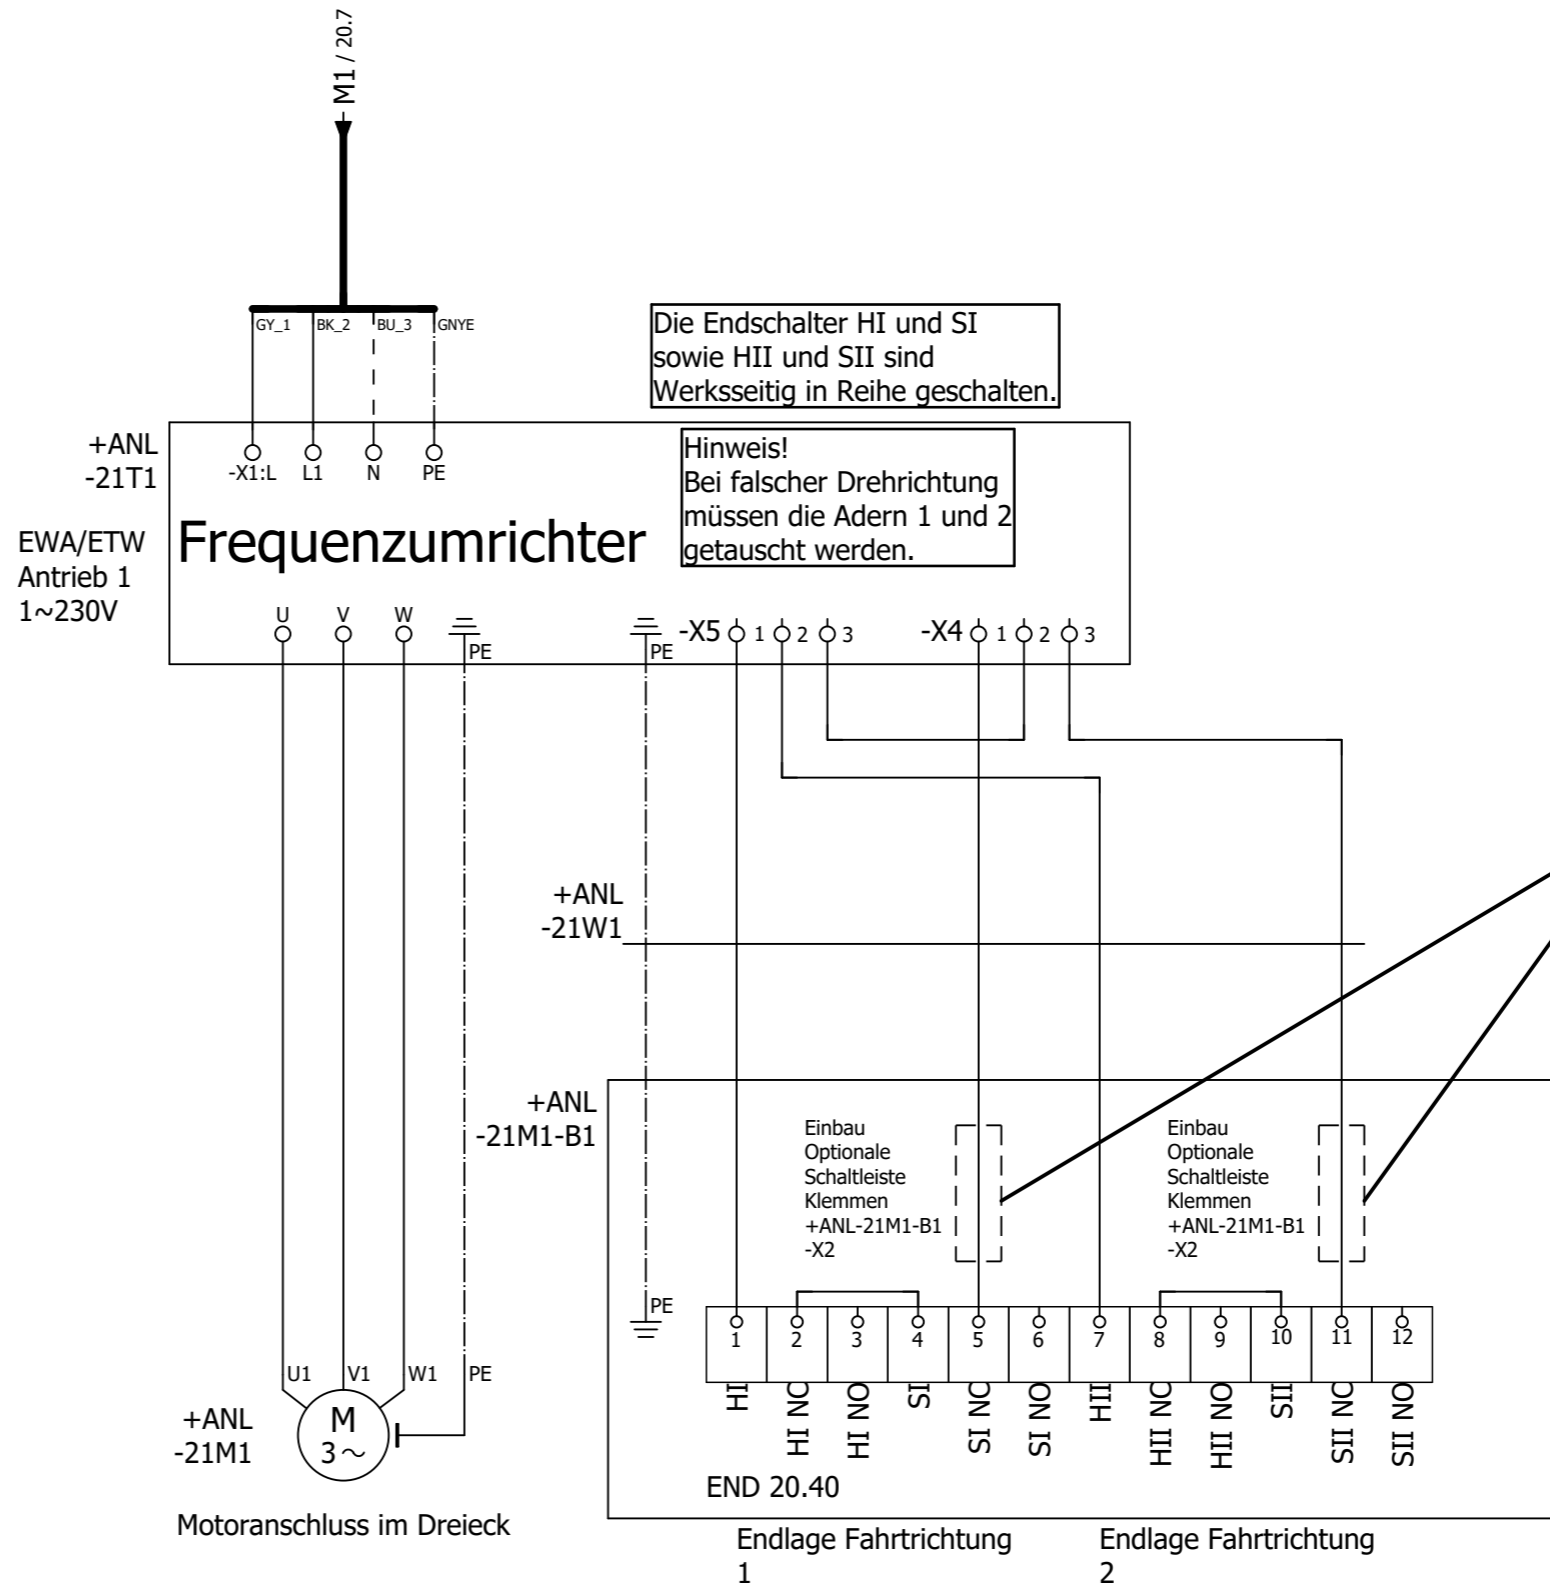 M1 / 20.7
GY_1 BK_2 BU_3 GNYE
Die Endschalter HI und SI
sowie HII und SII sind
Werksseitig in Reihe geschalten.
+ANL
-21T1
-X1:L L1 N PE
Hinweis!
Bei falscher Drehrichtung
müssen die Adern 1 und 2
getauscht werden.
EWA/ETW
Antrieb 1
1~230V
Frequenzumrichter
U V W PE PE -X5 1 2 3 -X4 1 2 3
+ANL
-21W1
+ANL
-21M1-B1
Einbau
Optionale
Schaltleiste
Klemmen
+ANL-21M1-B1
-X2
Einbau
Optionale
Schaltleiste
Klemmen
+ANL-21M1-B1
-X2
PE
1 2 3 4 5 6 7 8 9 10 11 12
HI HI NC HI NO SI SI NC SI NO HII HII NC HII NO SII SII NC SII NO
U1 V1 W1 PE
+ANL
-21M1
M
3~
END 20.40
Motoranschluss im Dreieck
Endlage Fahrtrichtung
1
Endlage Fahrtrichtung
2